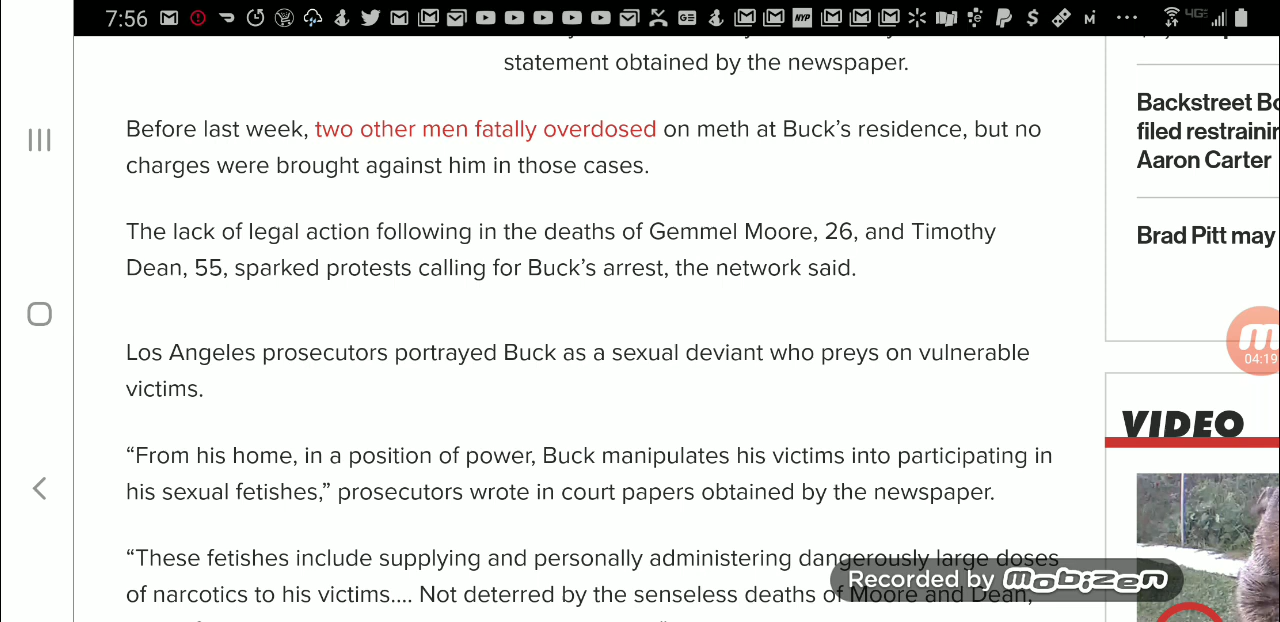 7:56
GE
NYP
4G
statement obtained by the newspaper.
Before last week, two other men fatally overdosed on meth at Buck’s residence, but no
charges were brought against him in those cases.
The lack of legal action following in the deaths of Gemmel Moore, 26, and Timothy
Dean, 55, sparked protests calling for Buck’s arrest, the network said.
Los Angeles prosecutors portrayed Buck as a sexual deviant who preys on vulnerable
victims.
“From his home, in a position of power, Buck manipulates his victims into participating in
his sexual fetishes,” prosecutors wrote in court papers obtained by the newspaper.
“These fetishes include supplying and personally administering dangerously large doses
of narcotics to his victims.... Not deterred by the senseless deaths of Moore and Dean,
Backstreet Bo
filed restrainin
Aaron Carter
Brad Pitt may
04:19
VIDEO
Recorded by mobizen